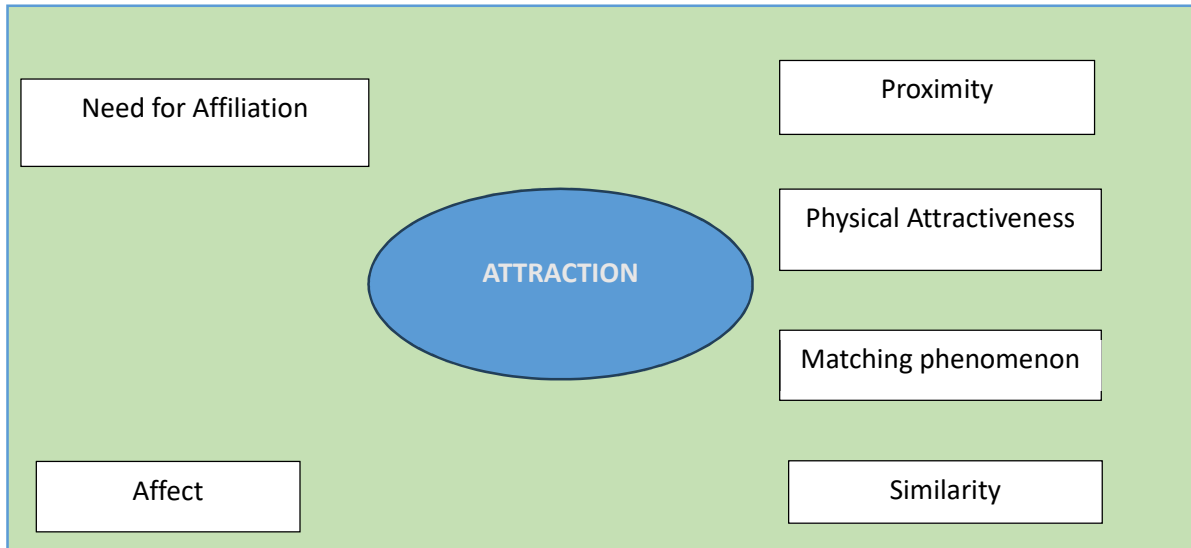 Need for Affiliation
Proximity
Physical Attractiveness
ATTRACTION
Matching phenomenon
Affect
Similarity